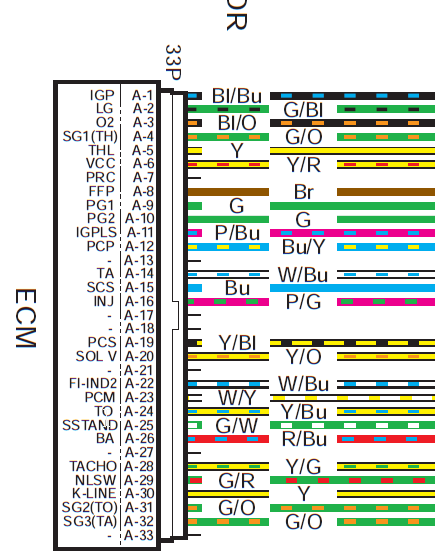 OR
33P
ECM
IGP A-1 Bl/Bu
LG A-2 G/Bl
O2 A-3 Bl/O
SG1(TH) A-4 G/O
THL A-5 Y
VCC A-6 Y/R
PRC A-7
FFP A-8 Br
PG1 A-9 G
PG2 A-10 G
IGPLS A-11 P/Bu
PCP A-12 Bu/Y
- A-13
TA A-14 W/Bu
SCS A-15 Bu
INJ A-16 P/G
- A-17
- A-18
PCS A-19 Y/Bl
SOL V A-20 Y/O
- A-21
FI-IND2 A-22 W/Bu
PCM A-23 W/Y
TO A-24 Y/Bu
SSTAND A-25 G/W
BA A-26 R/Bu
- A-27
TACHO A-28 Y/G
NLSW A-29 G/R
K-LINE A-30 Y
SG2(TO) A-31 G/O
SG3(TA) A-32 G/O
- A-33